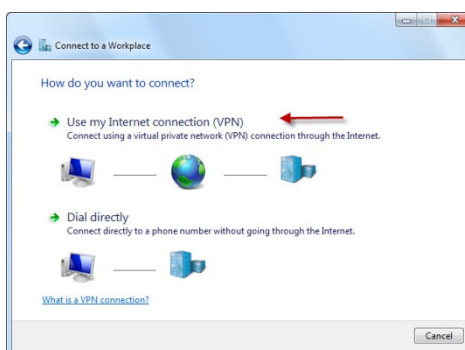 Connect to a Workplace
How do you want to connect?
Use my Internet connection (VPN)
Connect using a virtual private network (VPN) connection through the Internet.
Dial directly
Connect directly to a phone number without going through the Internet.
What is a VPN connection?
Cancel